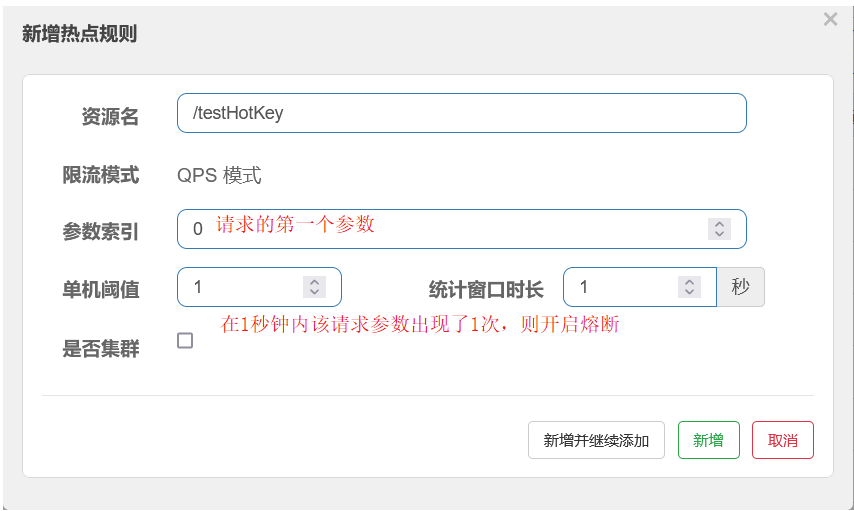 新增热点规则
×
资源名 /testHotKey
限流模式 QPS 模式
参数索引 0 请求的第一个参数
单机阈值 1 统计窗口时长 1 秒
在1秒钟内该请求参数出现了1次，则开启熔断
是否集群
新增并继续添加 新增 取消